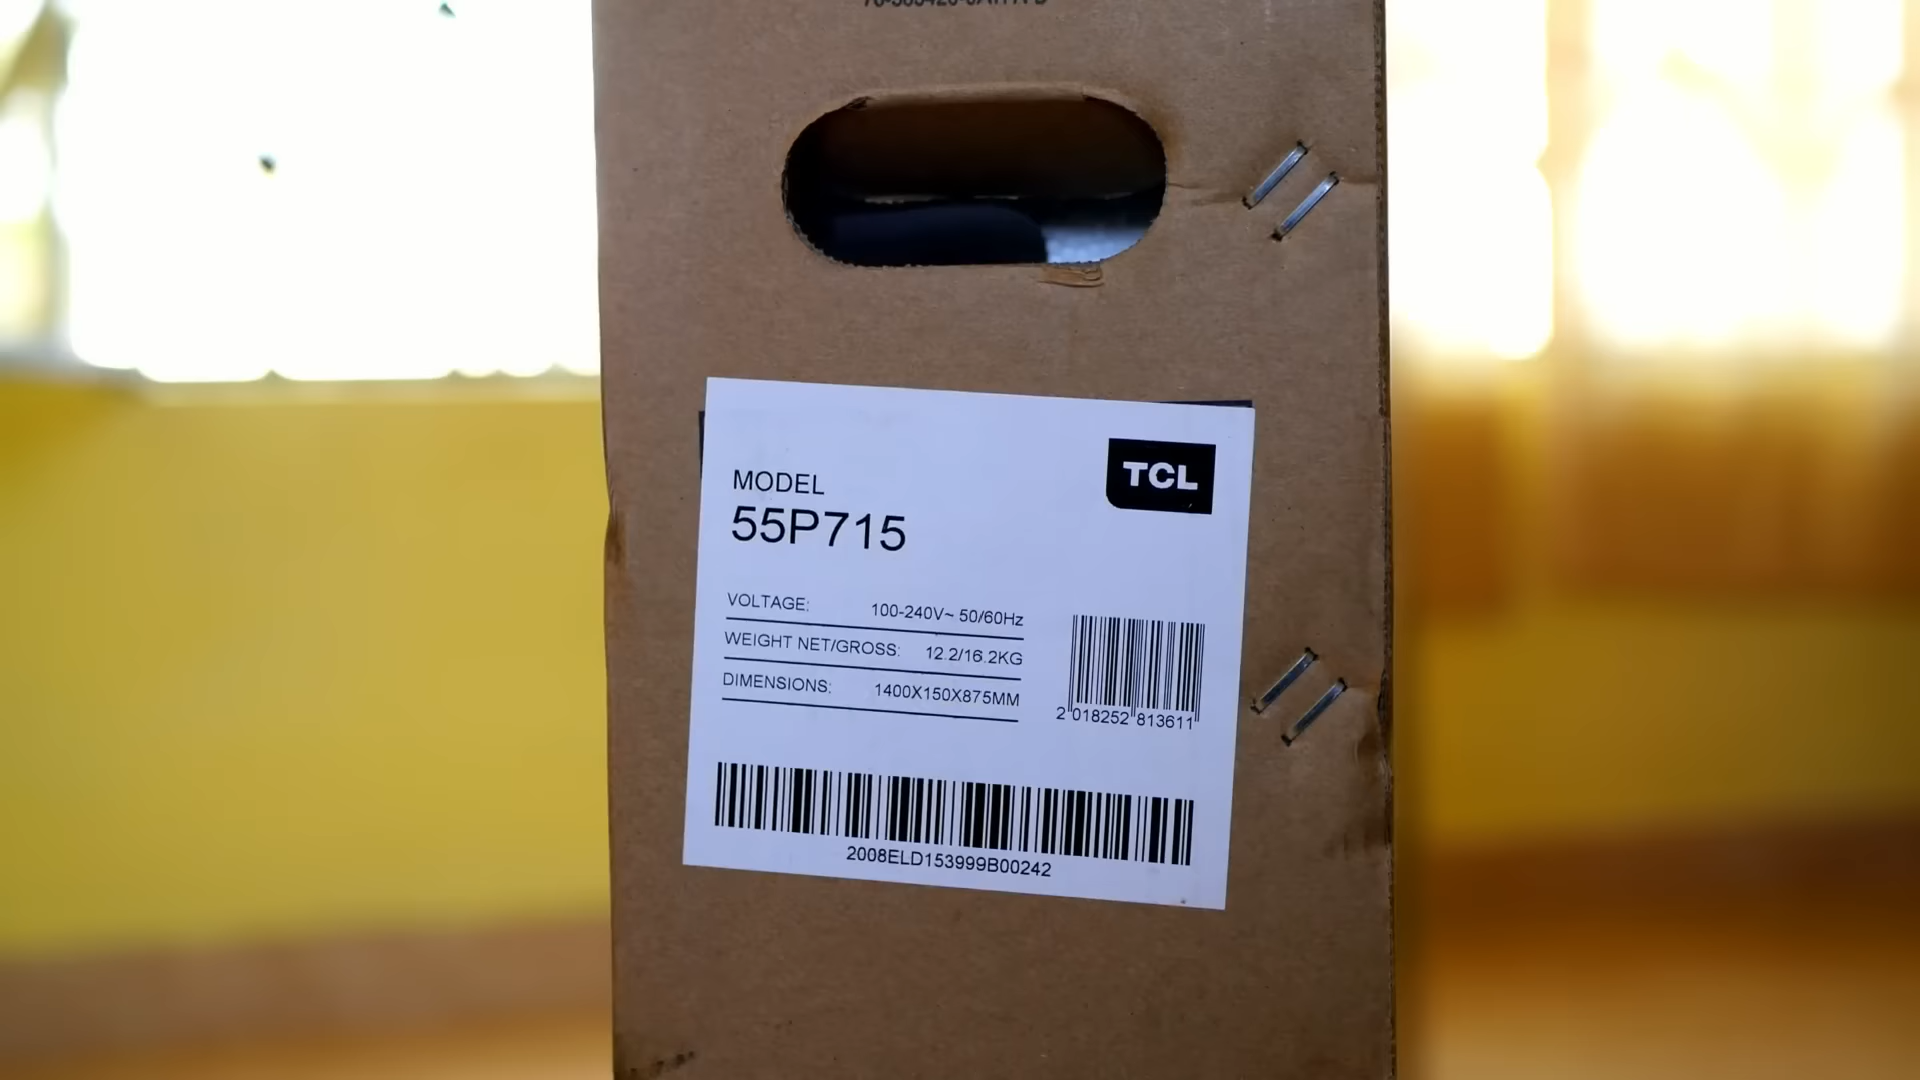 TCL
MODEL
55P715
VOLTAGE: 100-240V~ 50/60Hz
WEIGHT NET/GROSS: 12.2/16.2KG
DIMENSIONS: 1400X150X875MM
2 018252 813611
2008ELD153999B00242